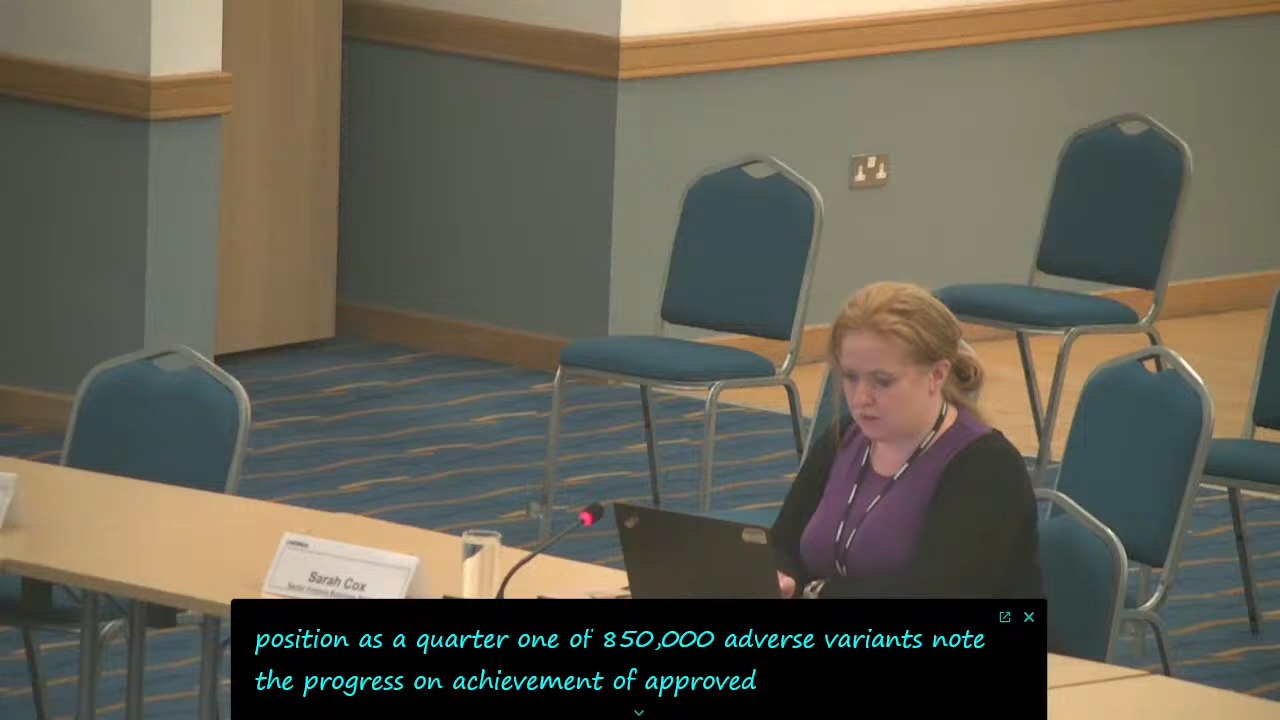 Sarah Cox
position as a quarter one of 850,000 adverse variants note
the progress on achievement of approved